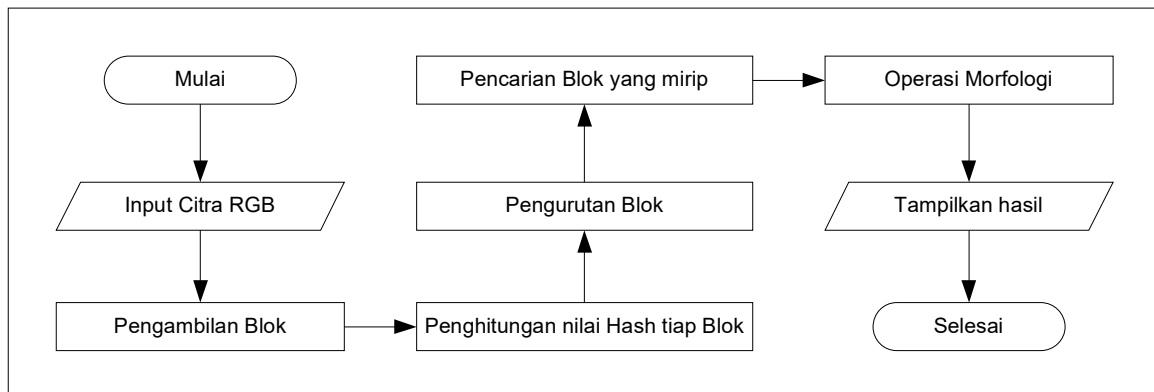 Mulai
Input Citra RGB
Pengambilan Blok
Penghitungan nilai Hash tiap Blok
Pengurutan Blok
Pencarian Blok yang mirip
Operasi Morfologi
Tampilkan hasil
Selesai